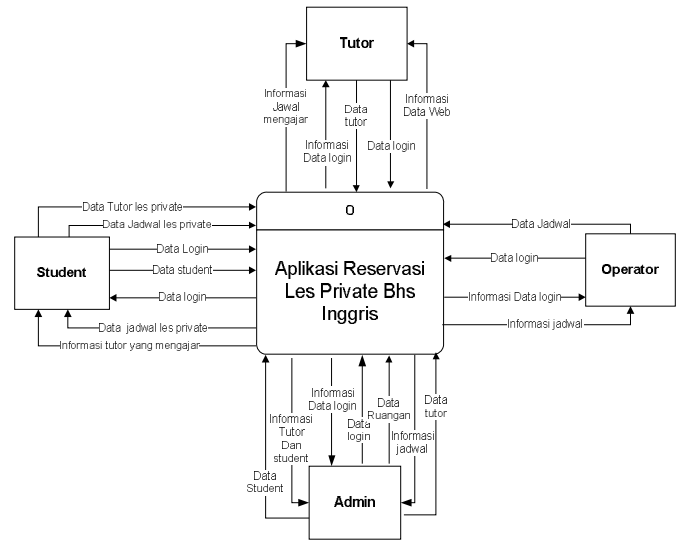 Tutor
Informasi
Jawal
mengajar
Informasi
Data login
Data
tutor
Data login
Informasi
Data Web
0
Aplikasi Reservasi
Les Private Bhs
Inggris
Data Tutor les private
Data Jadwal les private
Data Login
Data student
Data login
Data jadwal les private
Informasi tutor yang mengajar
Student
Data Jadwal
Data login
Informasi Data login
Informasi jadwal
Operator
Data
Student
Informasi
Tutor
Dan
student
Informasi
Data login
Data
login
Data
Ruangan
Informasi
jadwal
Data
tutor
Admin